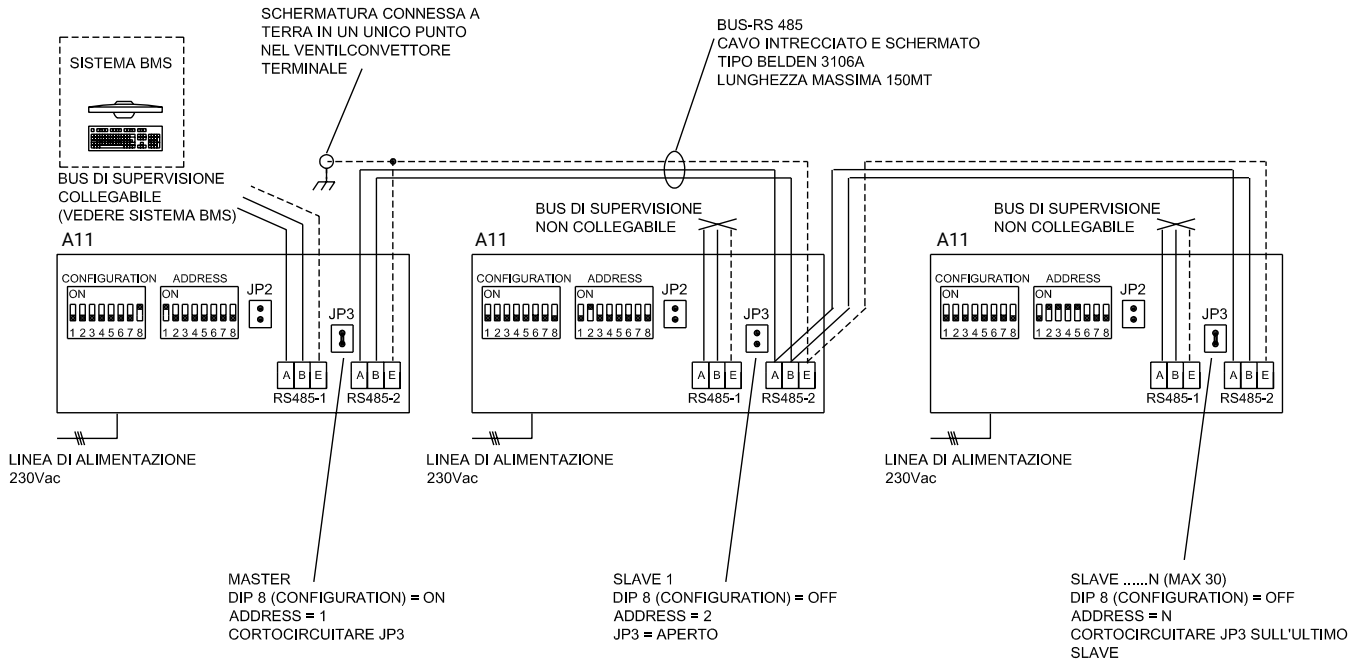 SCHERMATURA CONNESSA A
TERRA IN UN UNICO PUNTO
NEL VENTILCONVETTORE
TERMINALE
BUS-RS 485
CAVO INTRECCIATO E SCHERMATO
TIPO BELDEN 3106A
LUNGHEZZA MASSIMA 150MT
SISTEMA BMS
BUS DI SUPERVISIONE
COLLEGABILE
(VEDERE SISTEMA BMS)
A11
CONFIGURATION
ON
1 2 3 4 5 6 7 8
ADDRESS
ON
1 2 3 4 5 6 7 8
JP2
JP3
A B E
RS485-1
A B E
RS485-2
LINEA DI ALIMENTAZIONE
230Vac
MASTER
DIP 8 (CONFIGURATION) = ON
ADDRESS = 1
CORTOCIRCUITARE JP3
BUS DI SUPERVISIONE
NON COLLEGABILE
A11
CONFIGURATION
ON
1 2 3 4 5 6 7 8
ADDRESS
ON
1 2 3 4 5 6 7 8
JP2
JP3
A B E
RS485-1
A B E
RS485-2
LINEA DI ALIMENTAZIONE
230Vac
SLAVE 1
DIP 8 (CONFIGURATION) = OFF
ADDRESS = 2
JP3 = APERTO
BUS DI SUPERVISIONE
NON COLLEGABILE
A11
CONFIGURATION
ON
1 2 3 4 5 6 7 8
ADDRESS
ON
1 2 3 4 5 6 7 8
JP2
JP3
A B E
RS485-1
A B E
RS485-2
LINEA DI ALIMENTAZIONE
230Vac
SLAVE ......N (MAX 30)
DIP 8 (CONFIGURATION) = OFF
ADDRESS = N
CORTOCIRCUITARE JP3 SULL'ULTIMO
SLAVE